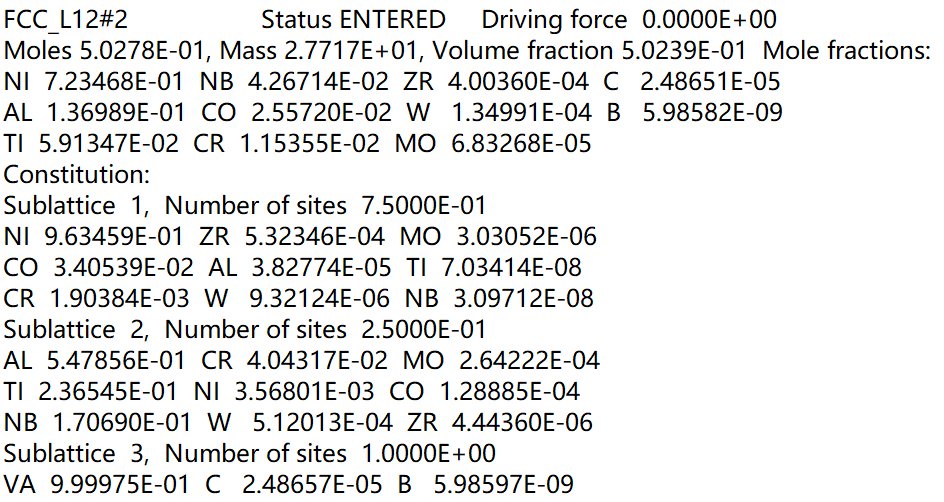 FCC_L12#2 Status ENTERED Driving force 0.0000E+00
Moles 5.0278E-01, Mass 2.7717E+01, Volume fraction 5.0239E-01 Mole fractions:
NI 7.23468E-01 NB 4.26714E-02 ZR 4.00360E-04 C 2.48651E-05
AL 1.36989E-01 CO 2.55720E-02 W 1.34991E-04 B 5.98582E-09
TI 5.91347E-02 CR 1.15355E-02 MO 6.83268E-05
Constitution:
Sublattice 1, Number of sites 7.5000E-01
NI 9.63459E-01 ZR 5.32346E-04 MO 3.03052E-06
CO 3.40539E-02 AL 3.82774E-05 TI 7.03414E-08
CR 1.90384E-03 W 9.32124E-06 NB 3.09712E-08
Sublattice 2, Number of sites 2.5000E-01
AL 5.47856E-01 CR 4.04317E-02 MO 2.64222E-04
TI 2.36545E-01 NI 3.56801E-03 CO 1.28885E-04
NB 1.70690E-01 W 5.12013E-04 ZR 4.44360E-06
Sublattice 3, Number of sites 1.0000E+00
VA 9.99975E-01 C 2.48657E-05 B 5.98597E-09